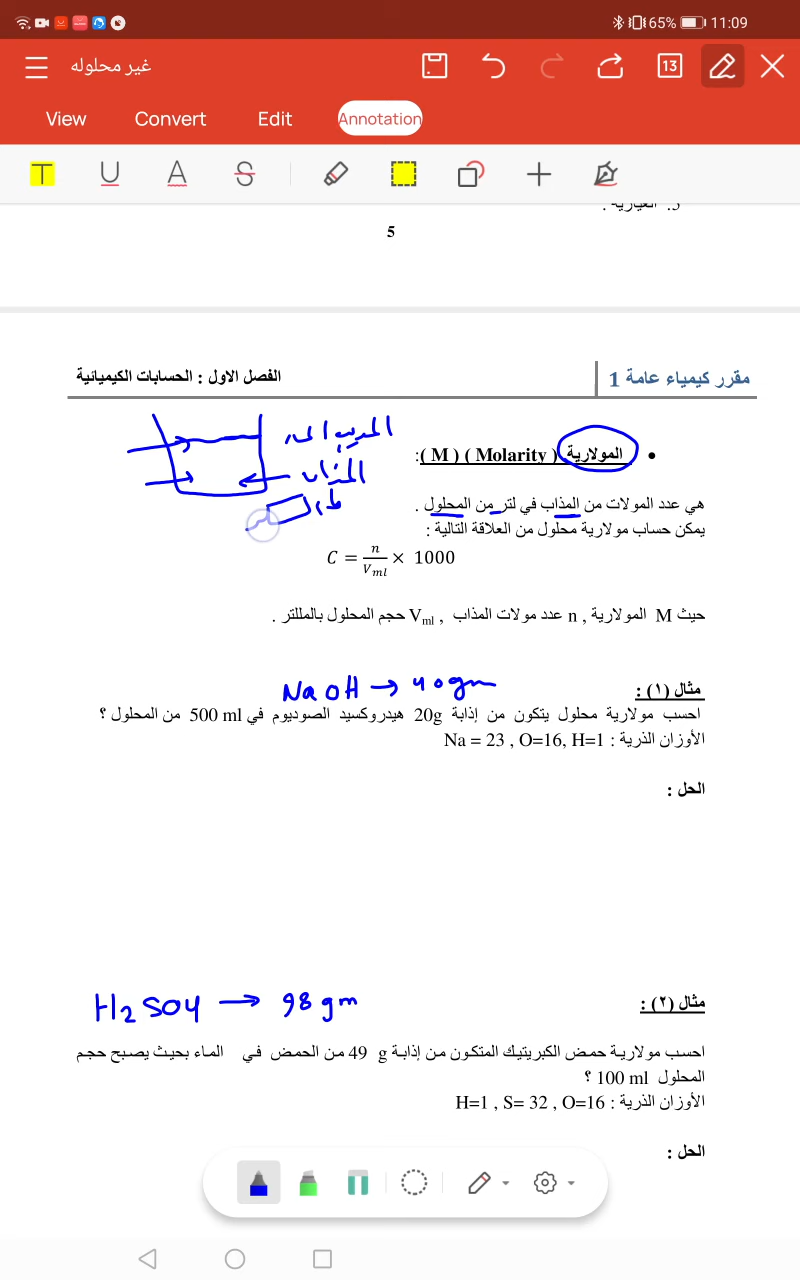 65% 11:09
غير محلوله
13
View Convert Edit Annotation
T U A S
5. العيارية .
5
مقرر كيمياء عامة 1
الفصل الاول : الحسابات الكيميائية
• المولارية ( Molarity ) ( M ):
المذاب
هي عدد المولات من المذاب في لتر من المحلول .
يمكن حساب مولارية محلول من العلاقة التالية :
C = n / V ml × 1000
حيث M المولارية , n عدد مولات المذاب , Vml حجم المحلول بالمللتر .
NaOH → 40gm
مثال (١) :
احسب مولارية محلول يتكون من إذابة 20g هيدروكسيد الصوديوم في 500 ml من المحلول ؟
الأوزان الذرية : Na = 23 , O=16, H=1
الحل :
H2SO4 → 98 gm
مثال (٢) :
احسب مولارية حمض الكبريتيك المتكون من إذابة 49 g من الحمض في الماء بحيث يصبح حجم
المحلول 100 ml ؟
الأوزان الذرية : H=1 , S= 32 , O=16
الحل :